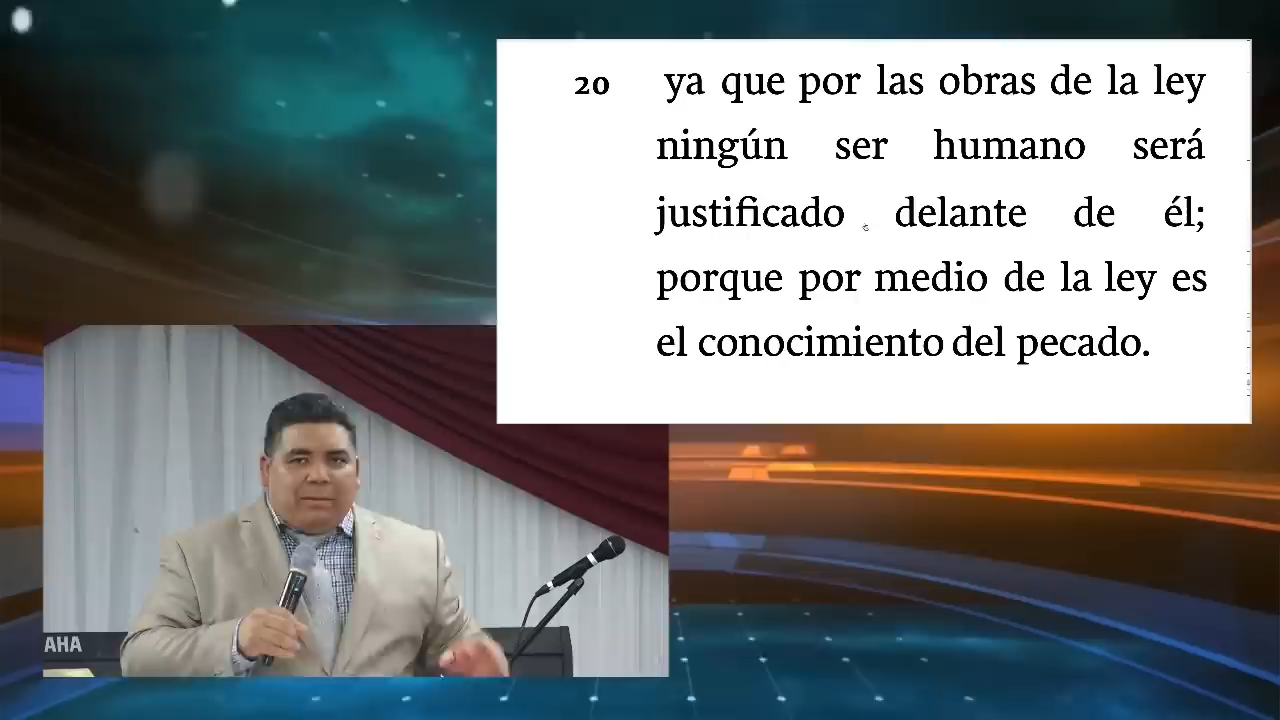 20 ya que por las obras de la ley
ningún ser humano será
justificado delante de él;
porque por medio de la ley es
el conocimiento del pecado.
AHA